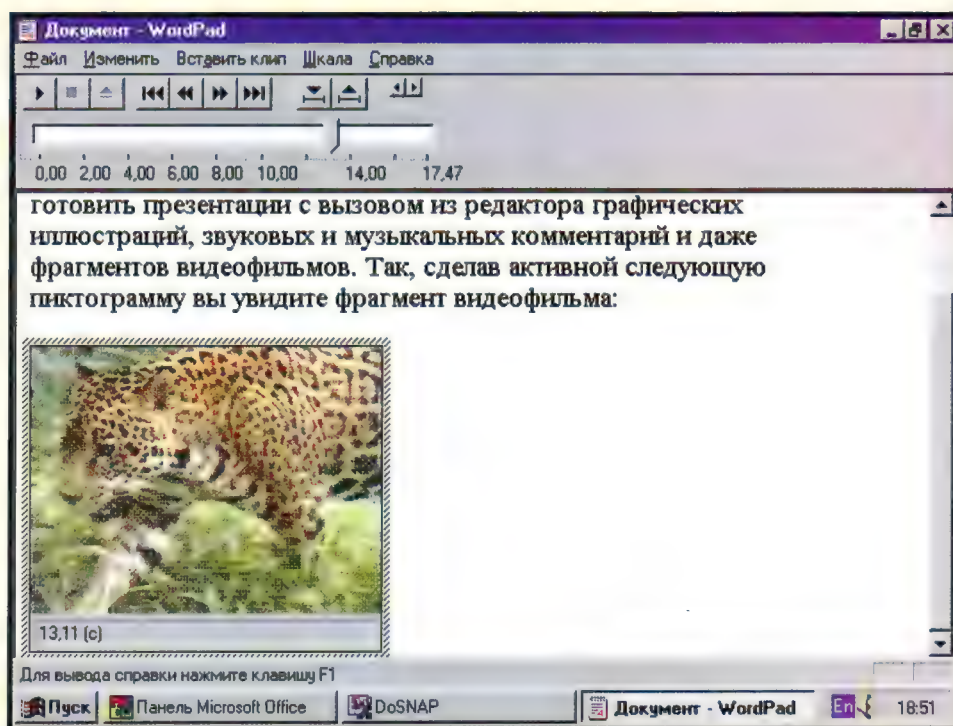 Документ - WordPad
Файл Изменить Вставить клип Шкала Справка
0,00 2,00 4,00 6,00 8,00 10,00 14,00 17,47
готовить презентации с вызовом из редактора графических
иллюстраций, звуковых и музыкальных комментарий и даже
фрагментов видеофильмов. Так, сделав активной следующую
пиктограмму вы увидите фрагмент видеофильма:
13,11 (с)
Для вывода справки нажмите клавишу F1
Пуск Панель Microsoft Office DoSNAP Документ - WordPad En 18:51